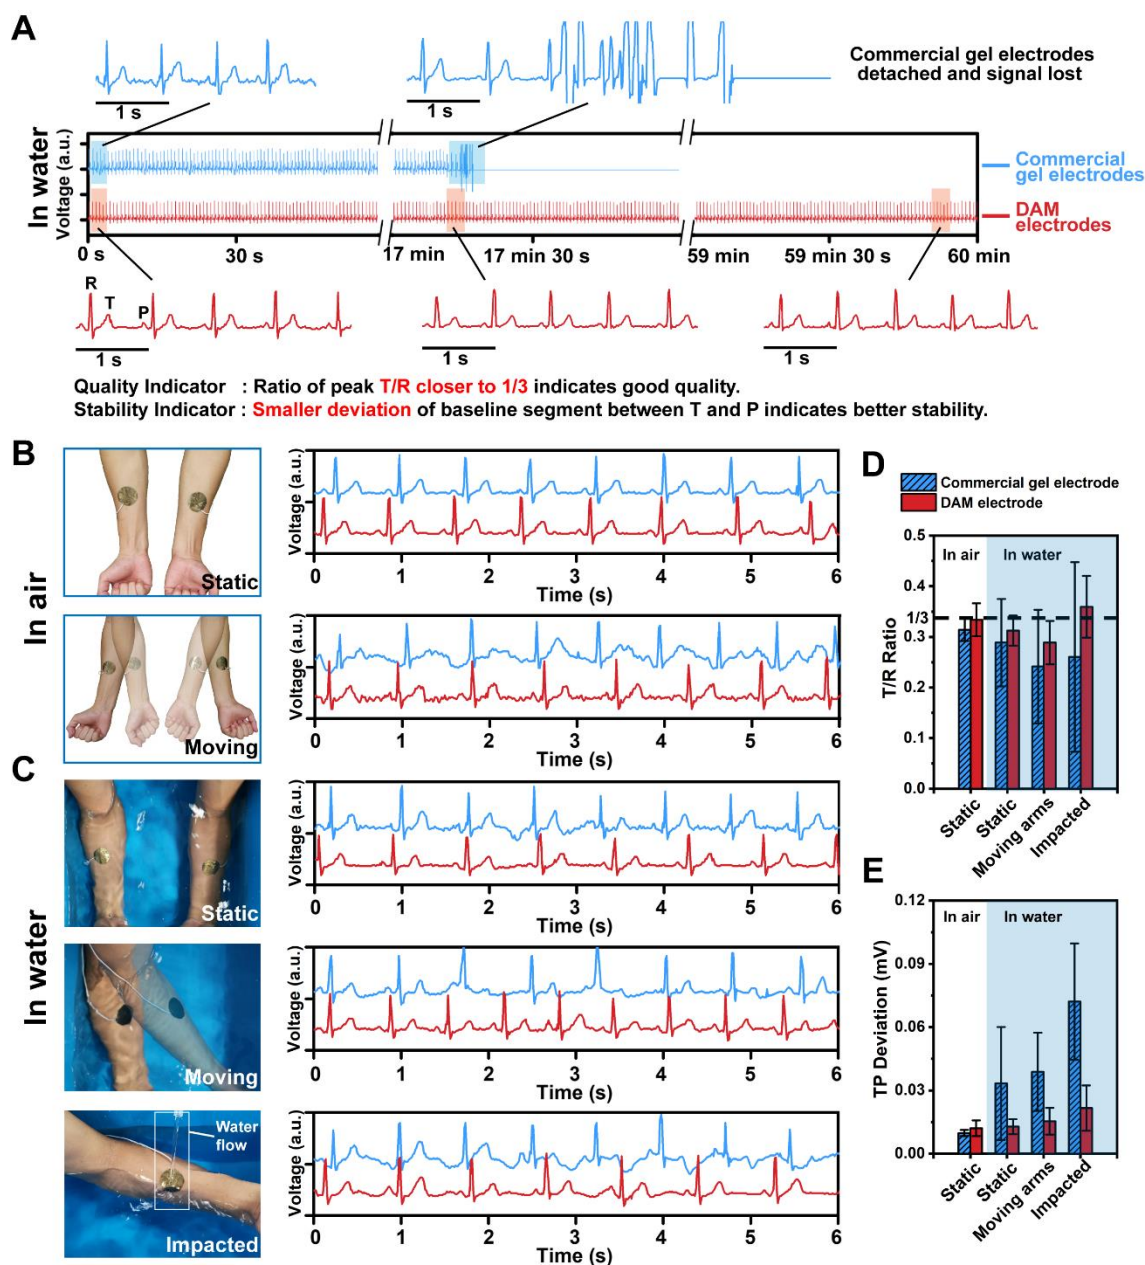 A
Commercial gel electrodes
detached and signal lost
1 s
1 s
In water
Voltage (a.u.)
Commercial
gel electrodes
DAM
electrodes
0 s
30 s
17 min
17 min 30 s
59 min
59 min 30 s
60 min
R
T
P
1 s
1 s
1 s
Quality Indicator : Ratio of peak T/R closer to 1/3 indicates good quality.
Stability Indicator : Smaller deviation of baseline segment between T and P indicates better stability.
B
In air
Static
Voltage (a.u.)
0 1 2 3 4 5 6
Time (s)
Moving
Voltage (a.u.)
0 1 2 3 4 5 6
Time (s)
C
In water
Static
Voltage (a.u.)
0 1 2 3 4 5 6
Time (s)
Moving
Voltage (a.u.)
0 1 2 3 4 5 6
Time (s)
Water
flow
Impacted
Voltage (a.u.)
0 1 2 3 4 5 6
Time (s)
D
Commercial gel electrode
DAM electrode
In air
In water
T/R Ratio
0.5
0.4
1/3
0.3
0.2
0.1
0.0
Static
Static
Moving arms
Impacted
E
In air
In water
TP Deviation (mV)
0.12
0.09
0.06
0.03
0.00
Static
Static
Moving arms
Impacted